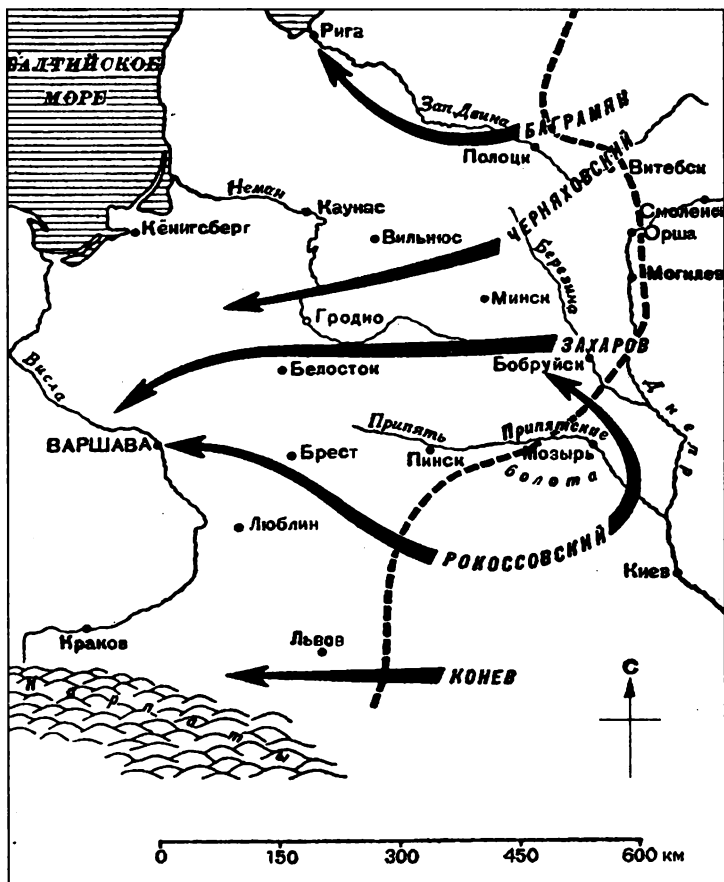 Рига
БАЛТИЙСКОЕ
МОРЕ
Зап. Двина
БАГРАМЯН
Полоцк
Витебск
ЧЕРНЯХОВСКИЙ
Неман
Каунас
Смоленск
Кёнигсберг
Вильнюс
Орша
Березина
Могилев
Минск
Гродно
ЗАХАРОВ
Белосток
Бобруйск
Висла
Днепр
Припять
Припятские
ВАРШАВА
Брест
Пинск
Мозырь
болота
Люблин
РОКОССОВСКИЙ
Киев
Краков
Львов
КОНЕВ
С
Карпаты
0 150 300 450 600 км